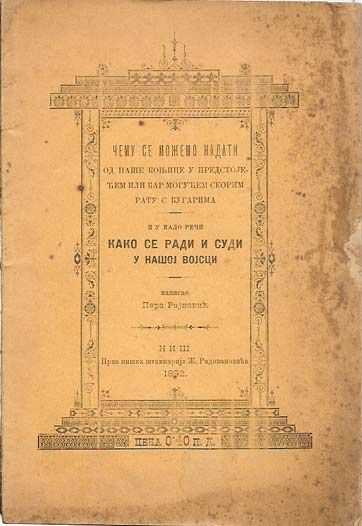 ЧЕМУ СЕ МОЖЕМО НАДАТИ
ОД НАШЕ КОЊИЦЕ У ПРЕДСТОЈЕ-
ЋЕМ ИЛИ БАР МОГУЋЕМ СКОРИМ
РАТУ С БУГАРИМА
И У МАЛО РЕЧИ
КАКО СЕ РАДИ И СУДИ
У НАШОЈ ВОЈСЦИ
написао
Пера Рајковић
НИШ
Прва нишка штампарија Ж. Радовановића
1892.
ЦЕНА 0·40 П. Д.